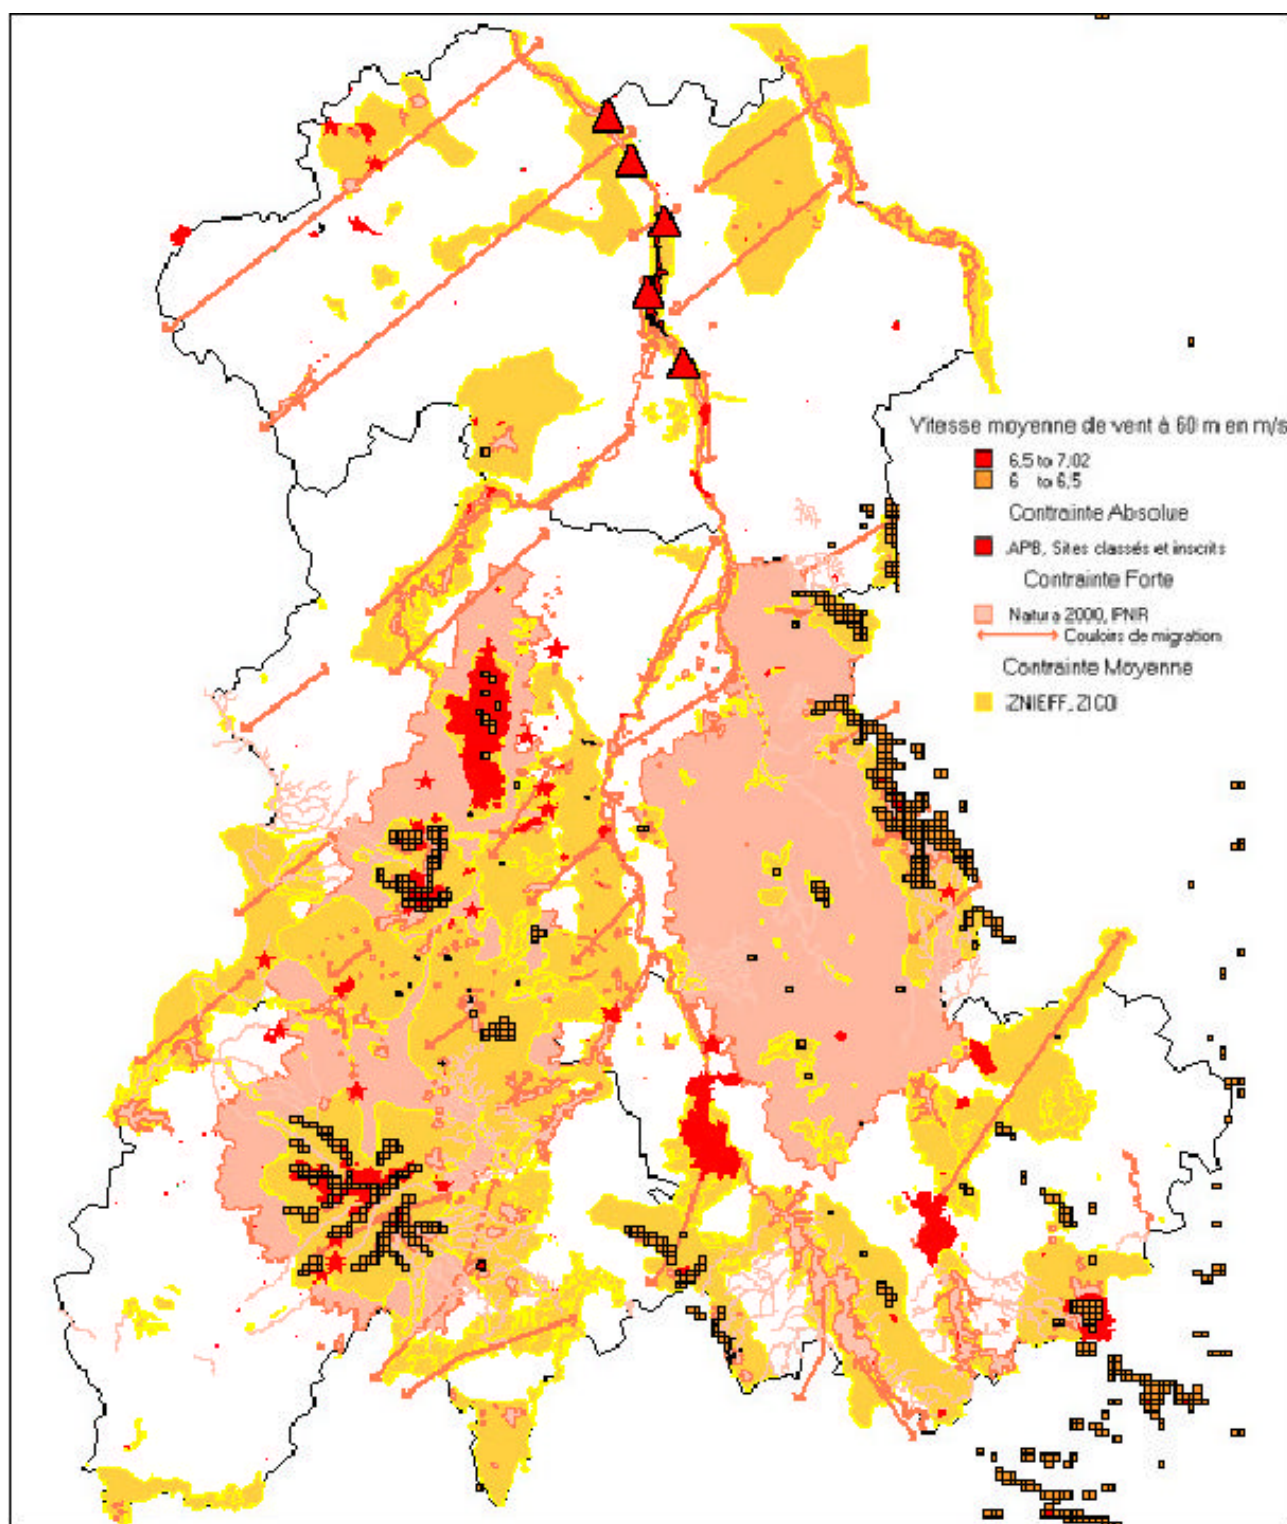 Vitesse moyenne de vent à 60 m en m/s
6,5 to 7,02
6 to 6,5
Contrainte Absolue
APB, Sites classés et inscrits
Contrainte Forte
Natura 2000, PNR
Couloirs de migration
Contrainte Moyenne
ZNIEFF, ZICO